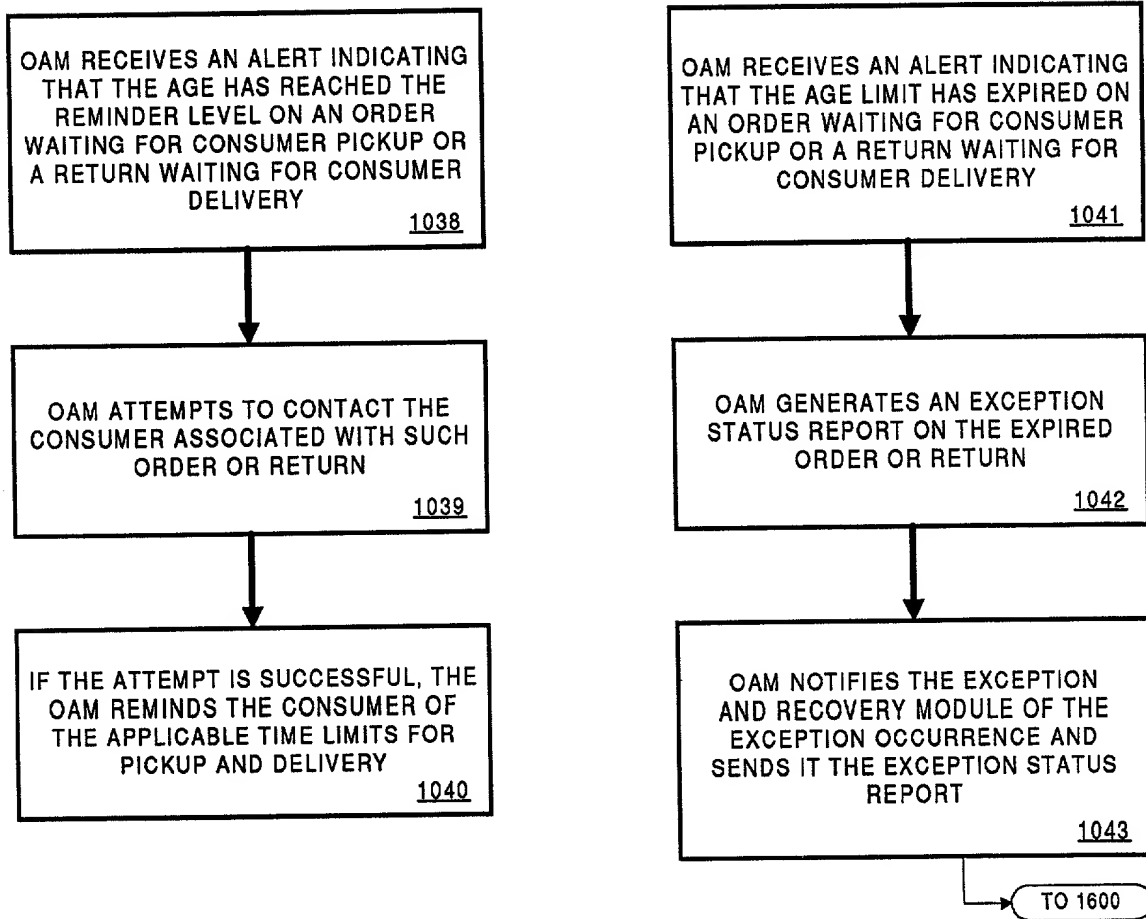 OAM RECEIVES AN ALERT INDICATING
THAT THE AGE HAS REACHED THE
REMINDER LEVEL ON AN ORDER
WAITING FOR CONSUMER PICKUP OR
A RETURN WAITING FOR CONSUMER
DELIVERY
1038
OAM ATTEMPTS TO CONTACT THE
CONSUMER ASSOCIATED WITH SUCH
ORDER OR RETURN
1039
IF THE ATTEMPT IS SUCCESSFUL, THE
OAM REMINDS THE CONSUMER OF
THE APPLICABLE TIME LIMITS FOR
PICKUP AND DELIVERY
1040
OAM RECEIVES AN ALERT INDICATING
THAT THE AGE LIMIT HAS EXPIRED ON
AN ORDER WAITING FOR CONSUMER
PICKUP OR A RETURN WAITING FOR
CONSUMER DELIVERY
1041
OAM GENERATES AN EXCEPTION
STATUS REPORT ON THE EXPIRED
ORDER OR RETURN
1042
OAM NOTIFIES THE EXCEPTION
AND RECOVERY MODULE OF THE
EXCEPTION OCCURRENCE AND
SENDS IT THE EXCEPTION STATUS
REPORT
1043
TO 1600